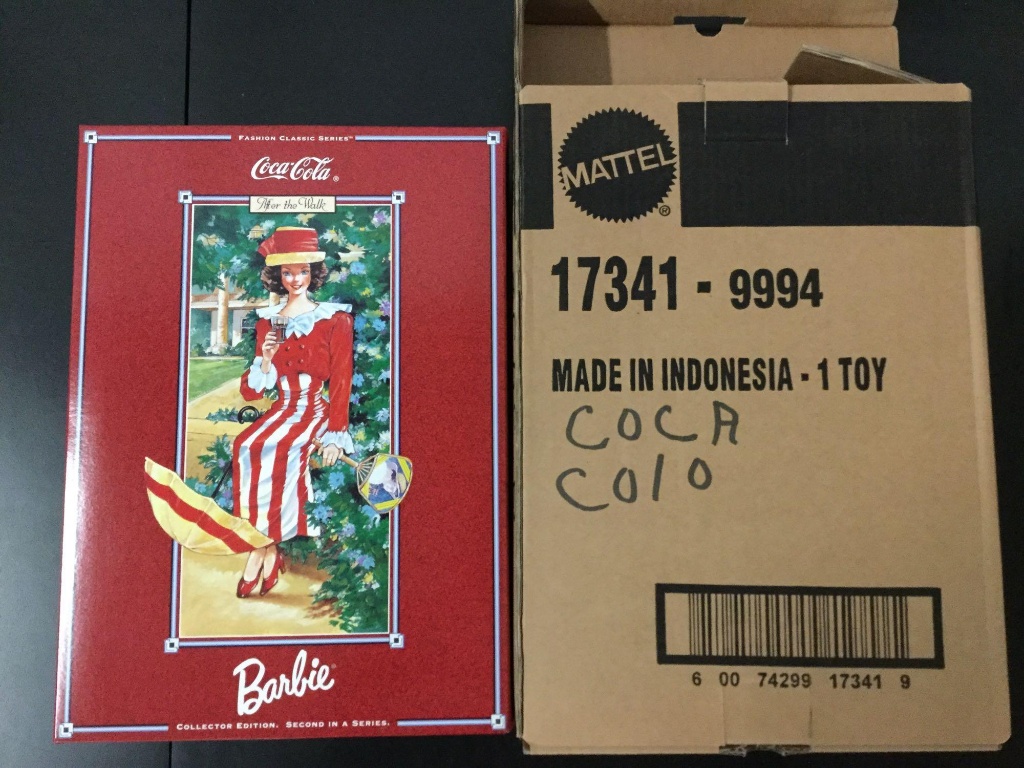 FASHION CLASSIC SERIES™
Coca-Cola®
After the Walk
Barbie®
COLLECTOR EDITION. SECOND IN A SERIES.
MATTEL®
17341 - 9994
MADE IN INDONESIA - 1 TOY
COCA
COlO
6 00 74299 17341 9